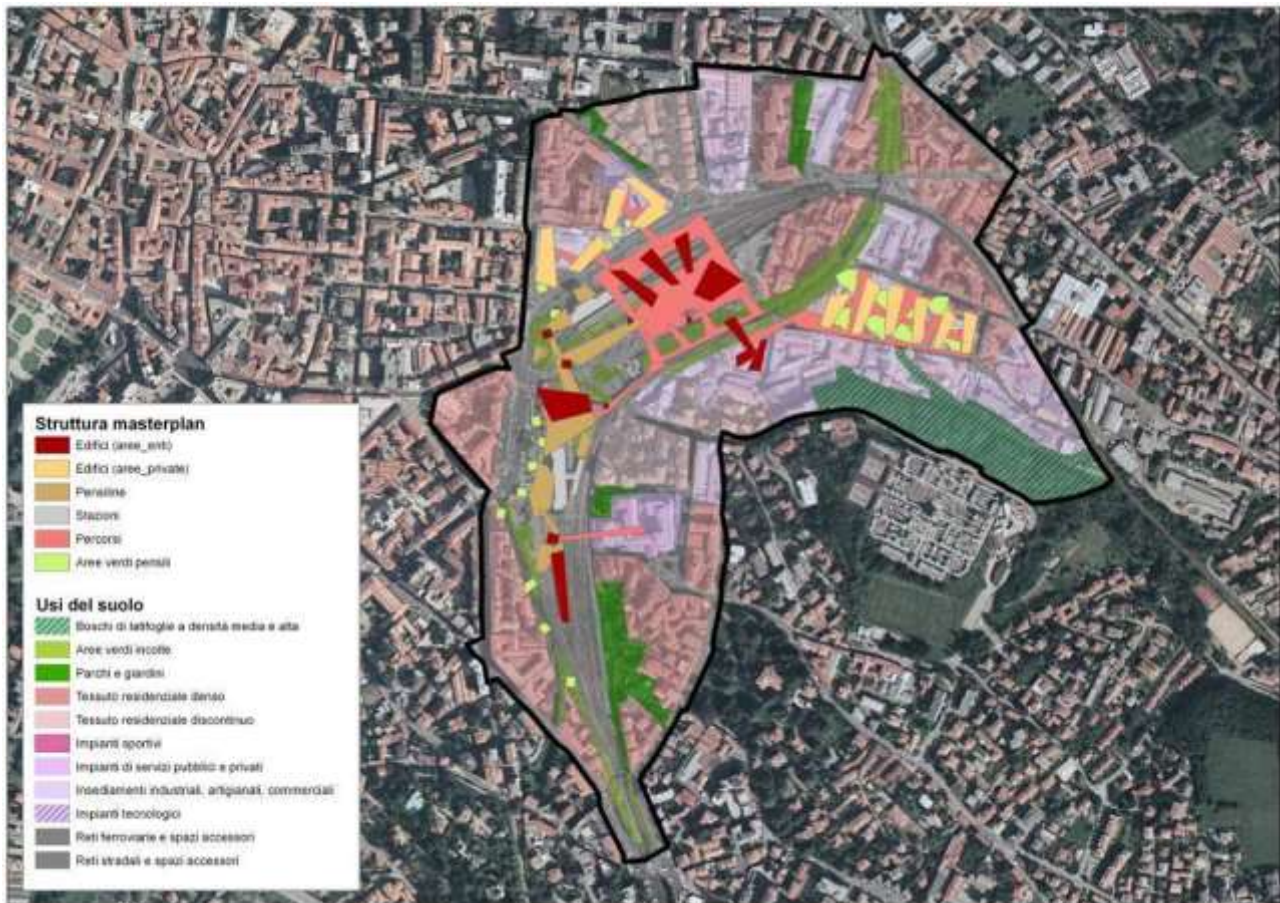 Struttura masterplan
Edifici (aree_enti)
Edifici (aree_private)
Pensiline
Stazioni
Percorsi
Aree verdi pensili
Usi del suolo
Boschi di latifoglie a densità media e alta
Aree verdi incolte
Parchi e giardini
Tessuto residenziale denso
Tessuto residenziale discontinuo
Impianti sportivi
Impianti di servizi pubblici e privati
Insediamenti industriali, artigianali, commerciali
Impianti tecnologici
Reti ferroviarie e spazi accessori
Reti stradali e spazi accessori